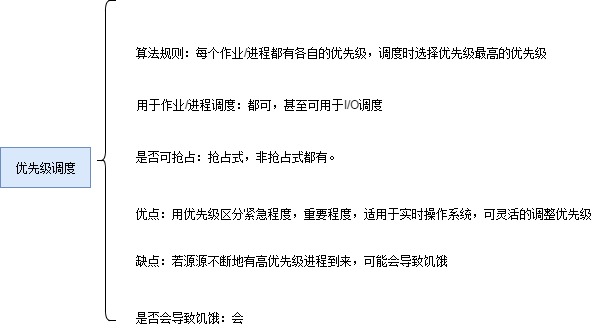 算法规则：每个作业/进程都有各自的优先级，调度时选择优先级最高的优先级
用于作业/进程调度：都可，甚至可用于I/O调度
是否可抢占：抢占式，非抢占式都有。
优先级调度
优点：用优先级区分紧急程度，重要程度，适用于实时操作系统，可灵活的调整优先级
缺点：若源源不断地有高优先级进程到来，可能会导致饥饿
是否会导致饥饿：会